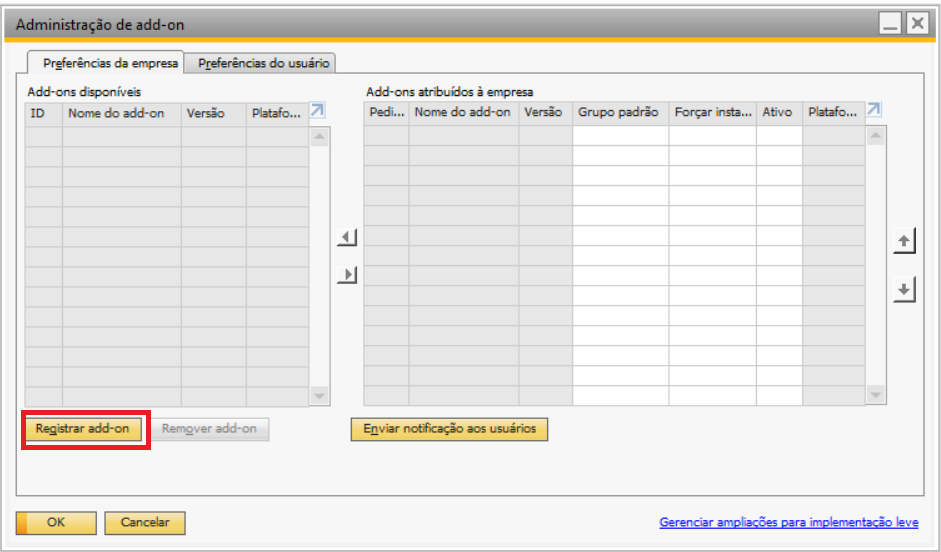 Administração de add-on
Preferências da empresa Preferências do usuário
Add-ons disponíveis
ID Nome do add-on Versão Platafo...
Add-ons atribuídos à empresa
Pedi... Nome do add-on Versão Grupo padrão Forçar insta... Ativo Platafo...
Registrar add-on Remover add-on Enviar notificação aos usuários
OK Cancelar Gerenciar ampliações para implementação leve